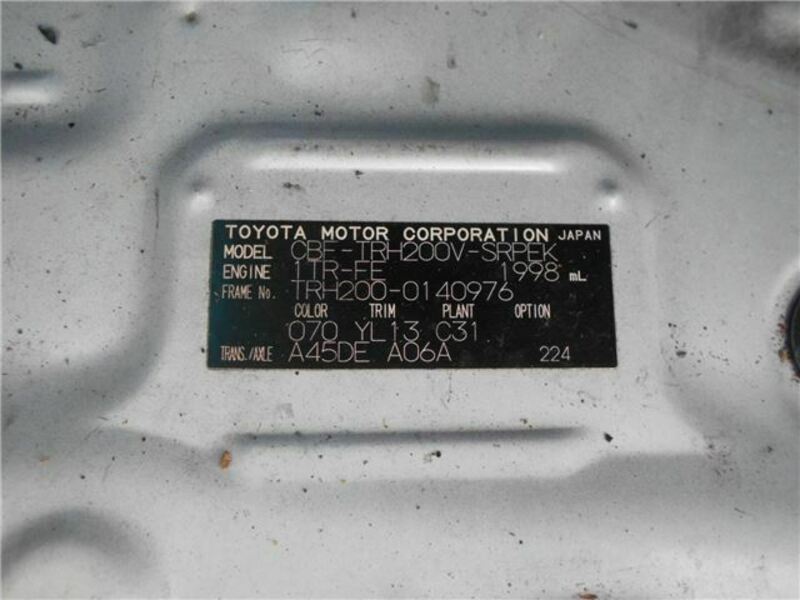 TOYOTA MOTOR CORPORATION JAPAN
MODEL CBF-TRH200V-SRPEK
ENGINE 1TR-FE 1998 mL
FRAME No. TRH200-0140976
COLOR TRIM PLANT OPTION
070 YL13 C31
TRANS./AXLE A45DE A06A 224